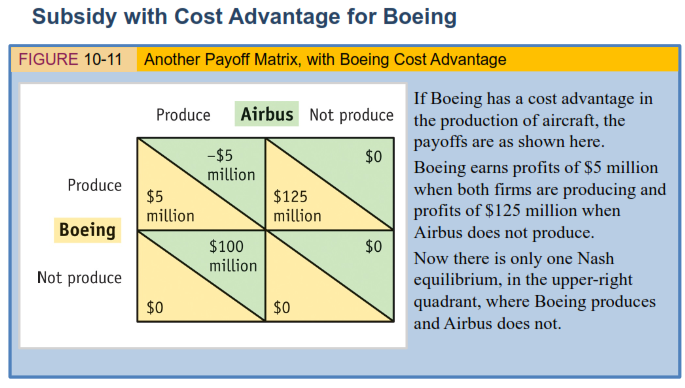 Subsidy with Cost Advantage for Boeing
FIGURE 10-11 Another Payoff Matrix, with Boeing Cost Advantage
Produce Airbus Not produce
–$5 $0
million
Produce
$5 $125
million million
Boeing
$100 $0
million
Not produce
$0 $0
If Boeing has a cost advantage in
the production of aircraft, the
payoffs are as shown here.
Boeing earns profits of $5 million
when both firms are producing and
profits of $125 million when
Airbus does not produce.
Now there is only one Nash
equilibrium, in the upper-right
quadrant, where Boeing produces
and Airbus does not.